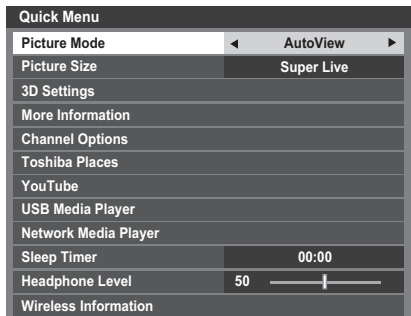 Quick Menu
Picture Mode ◄ AutoView ►
Picture Size Super Live
3D Settings
More Information
Channel Options
Toshiba Places
YouTube
USB Media Player
Network Media Player
Sleep Timer 00:00
Headphone Level 50
Wireless Information